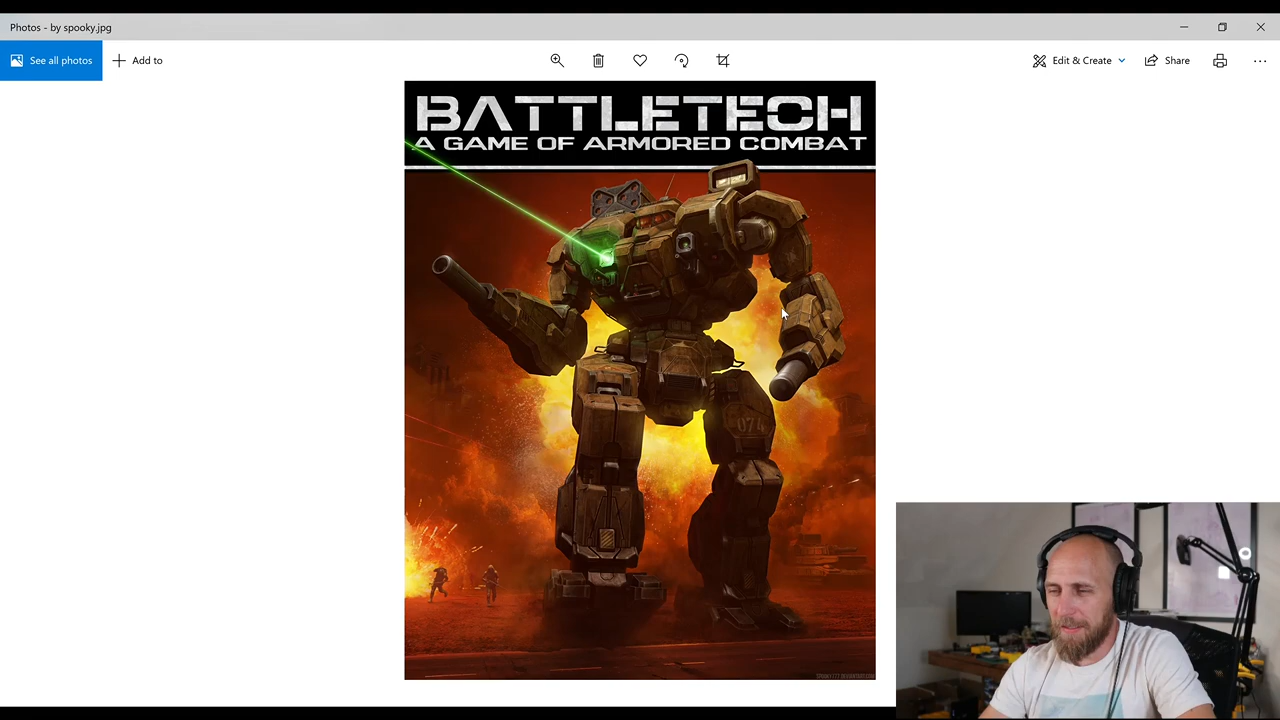 Photos - by spooky.jpg
See all photos
Add to
Edit & Create
Share
BATTLETECH
A GAME OF ARMORED COMBAT
074